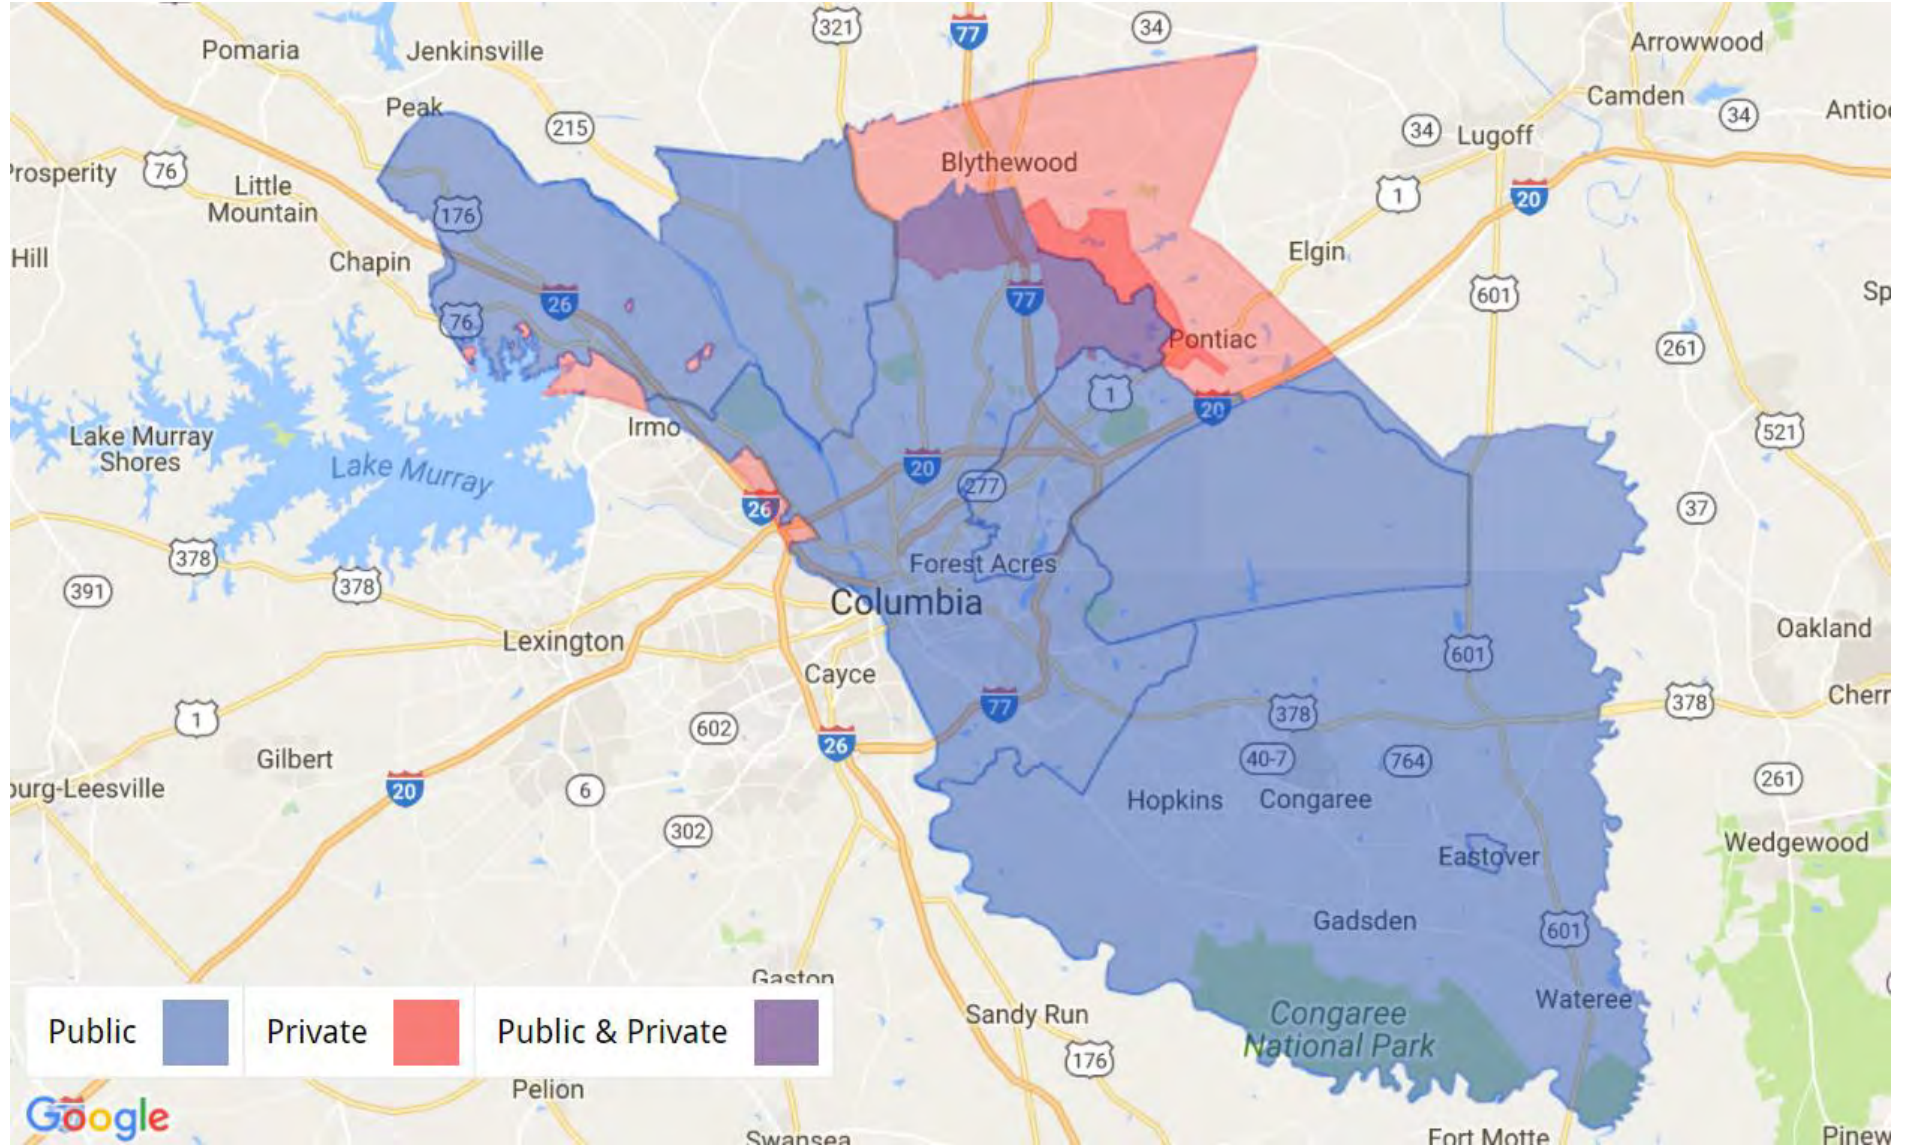 321
77
34
Arrowwood
Pomaria
Jenkinsville
Camden
Peak
34
Antioc
215
34
Lugoff
Prosperity
76
Blythewood
Little
Mountain
1
20
176
Hill
Chapin
Elgin
26
77
601
Sp
76
Pontiac
261
1
20
Irmo
Lake Murray
Shores
Lake Murray
20
521
277
26
37
378
378
391
Forest Acres
Columbia
Lexington
Oakland
601
Cayce
77
378
378
Cherr
1
602
26
Gilbert
40-7
764
261
burg-Leesville
20
6
Hopkins
Congaree
302
Wedgewood
Eastover
Gadsden
601
Gaston
Wateree
Sandy Run
Congaree
National Park
Public
Private
Public & Private
176
Pelion
Google
Swansea
Fort Motte
Pinew